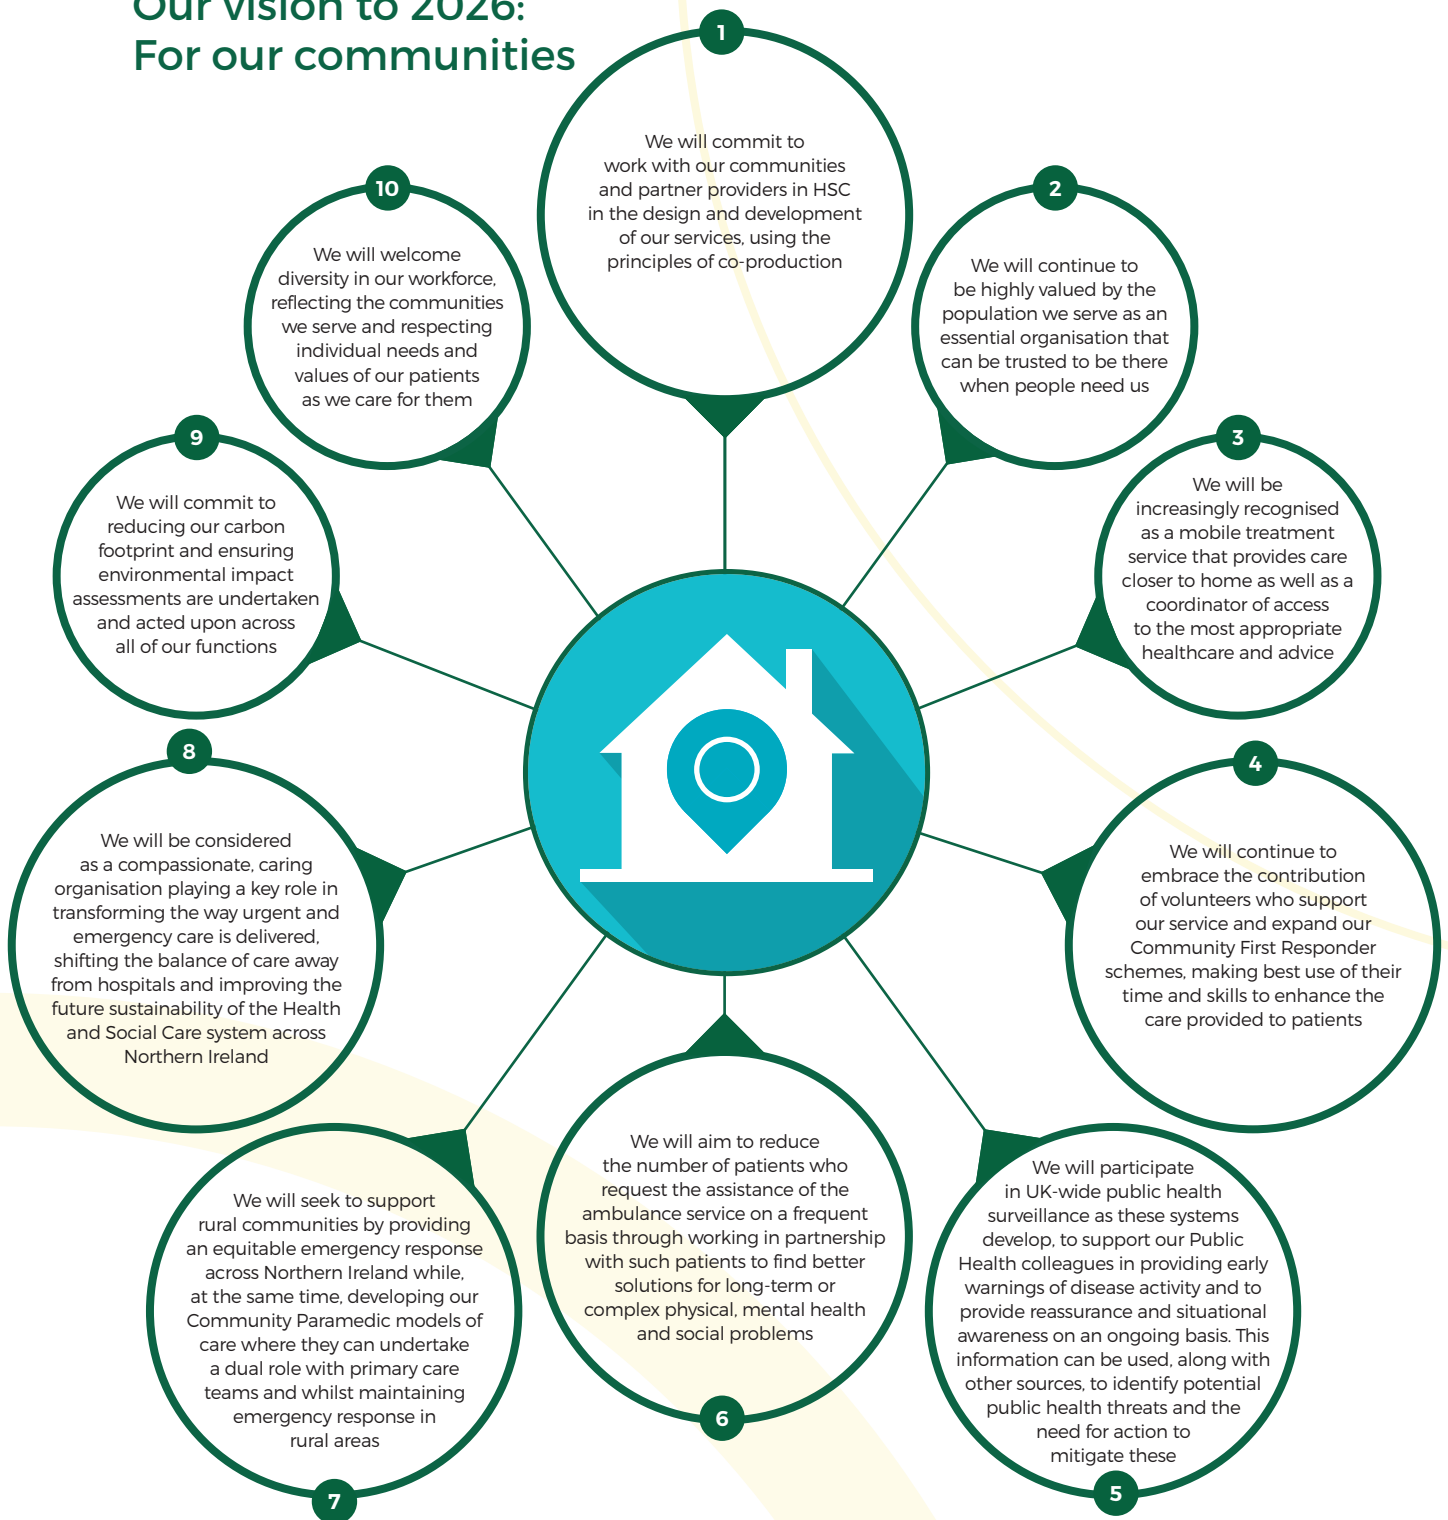 Our vision to 2026:
For our communities
1
We will commit to
work with our communities
and partner providers in HSC
in the design and development
of our services, using the
principles of co-production
2
We will continue to
be highly valued by the
population we serve as an
essential organisation that
can be trusted to be there
when people need us
3
We will be
increasingly recognised
as a mobile treatment
service that provides care
closer to home as well as a
coordinator of access
to the most appropriate
healthcare and advice
4
We will continue to
embrace the contribution
of volunteers who support
our service and expand our
Community First Responder
schemes, making best use of their
time and skills to enhance the
care provided to patients
We will participate
in UK-wide public health
surveillance as these systems
develop, to support our Public
Health colleagues in providing early
warnings of disease activity and to
provide reassurance and situational
awareness on an ongoing basis. This
information can be used, along with
other sources, to identify potential
public health threats and the
need for action to
mitigate these
5
We will aim to reduce
the number of patients who
request the assistance of the
ambulance service on a frequent
basis through working in partnership
with such patients to find better
solutions for long-term or
complex physical, mental health
and social problems
6
We will seek to support
rural communities by providing
an equitable emergency response
across Northern Ireland while,
at the same time, developing our
Community Paramedic models of
care where they can undertake
a dual role with primary care
teams and whilst maintaining
emergency response in
rural areas
7
8
We will be considered
as a compassionate, caring
organisation playing a key role in
transforming the way urgent and
emergency care is delivered,
shifting the balance of care away
from hospitals and improving the
future sustainability of the Health
and Social Care system across
Northern Ireland
9
We will commit to
reducing our carbon
footprint and ensuring
environmental impact
assessments are undertaken
and acted upon across
all of our functions
10
We will welcome
diversity in our workforce,
reflecting the communities
we serve and respecting
individual needs and
values of our patients
as we care for them